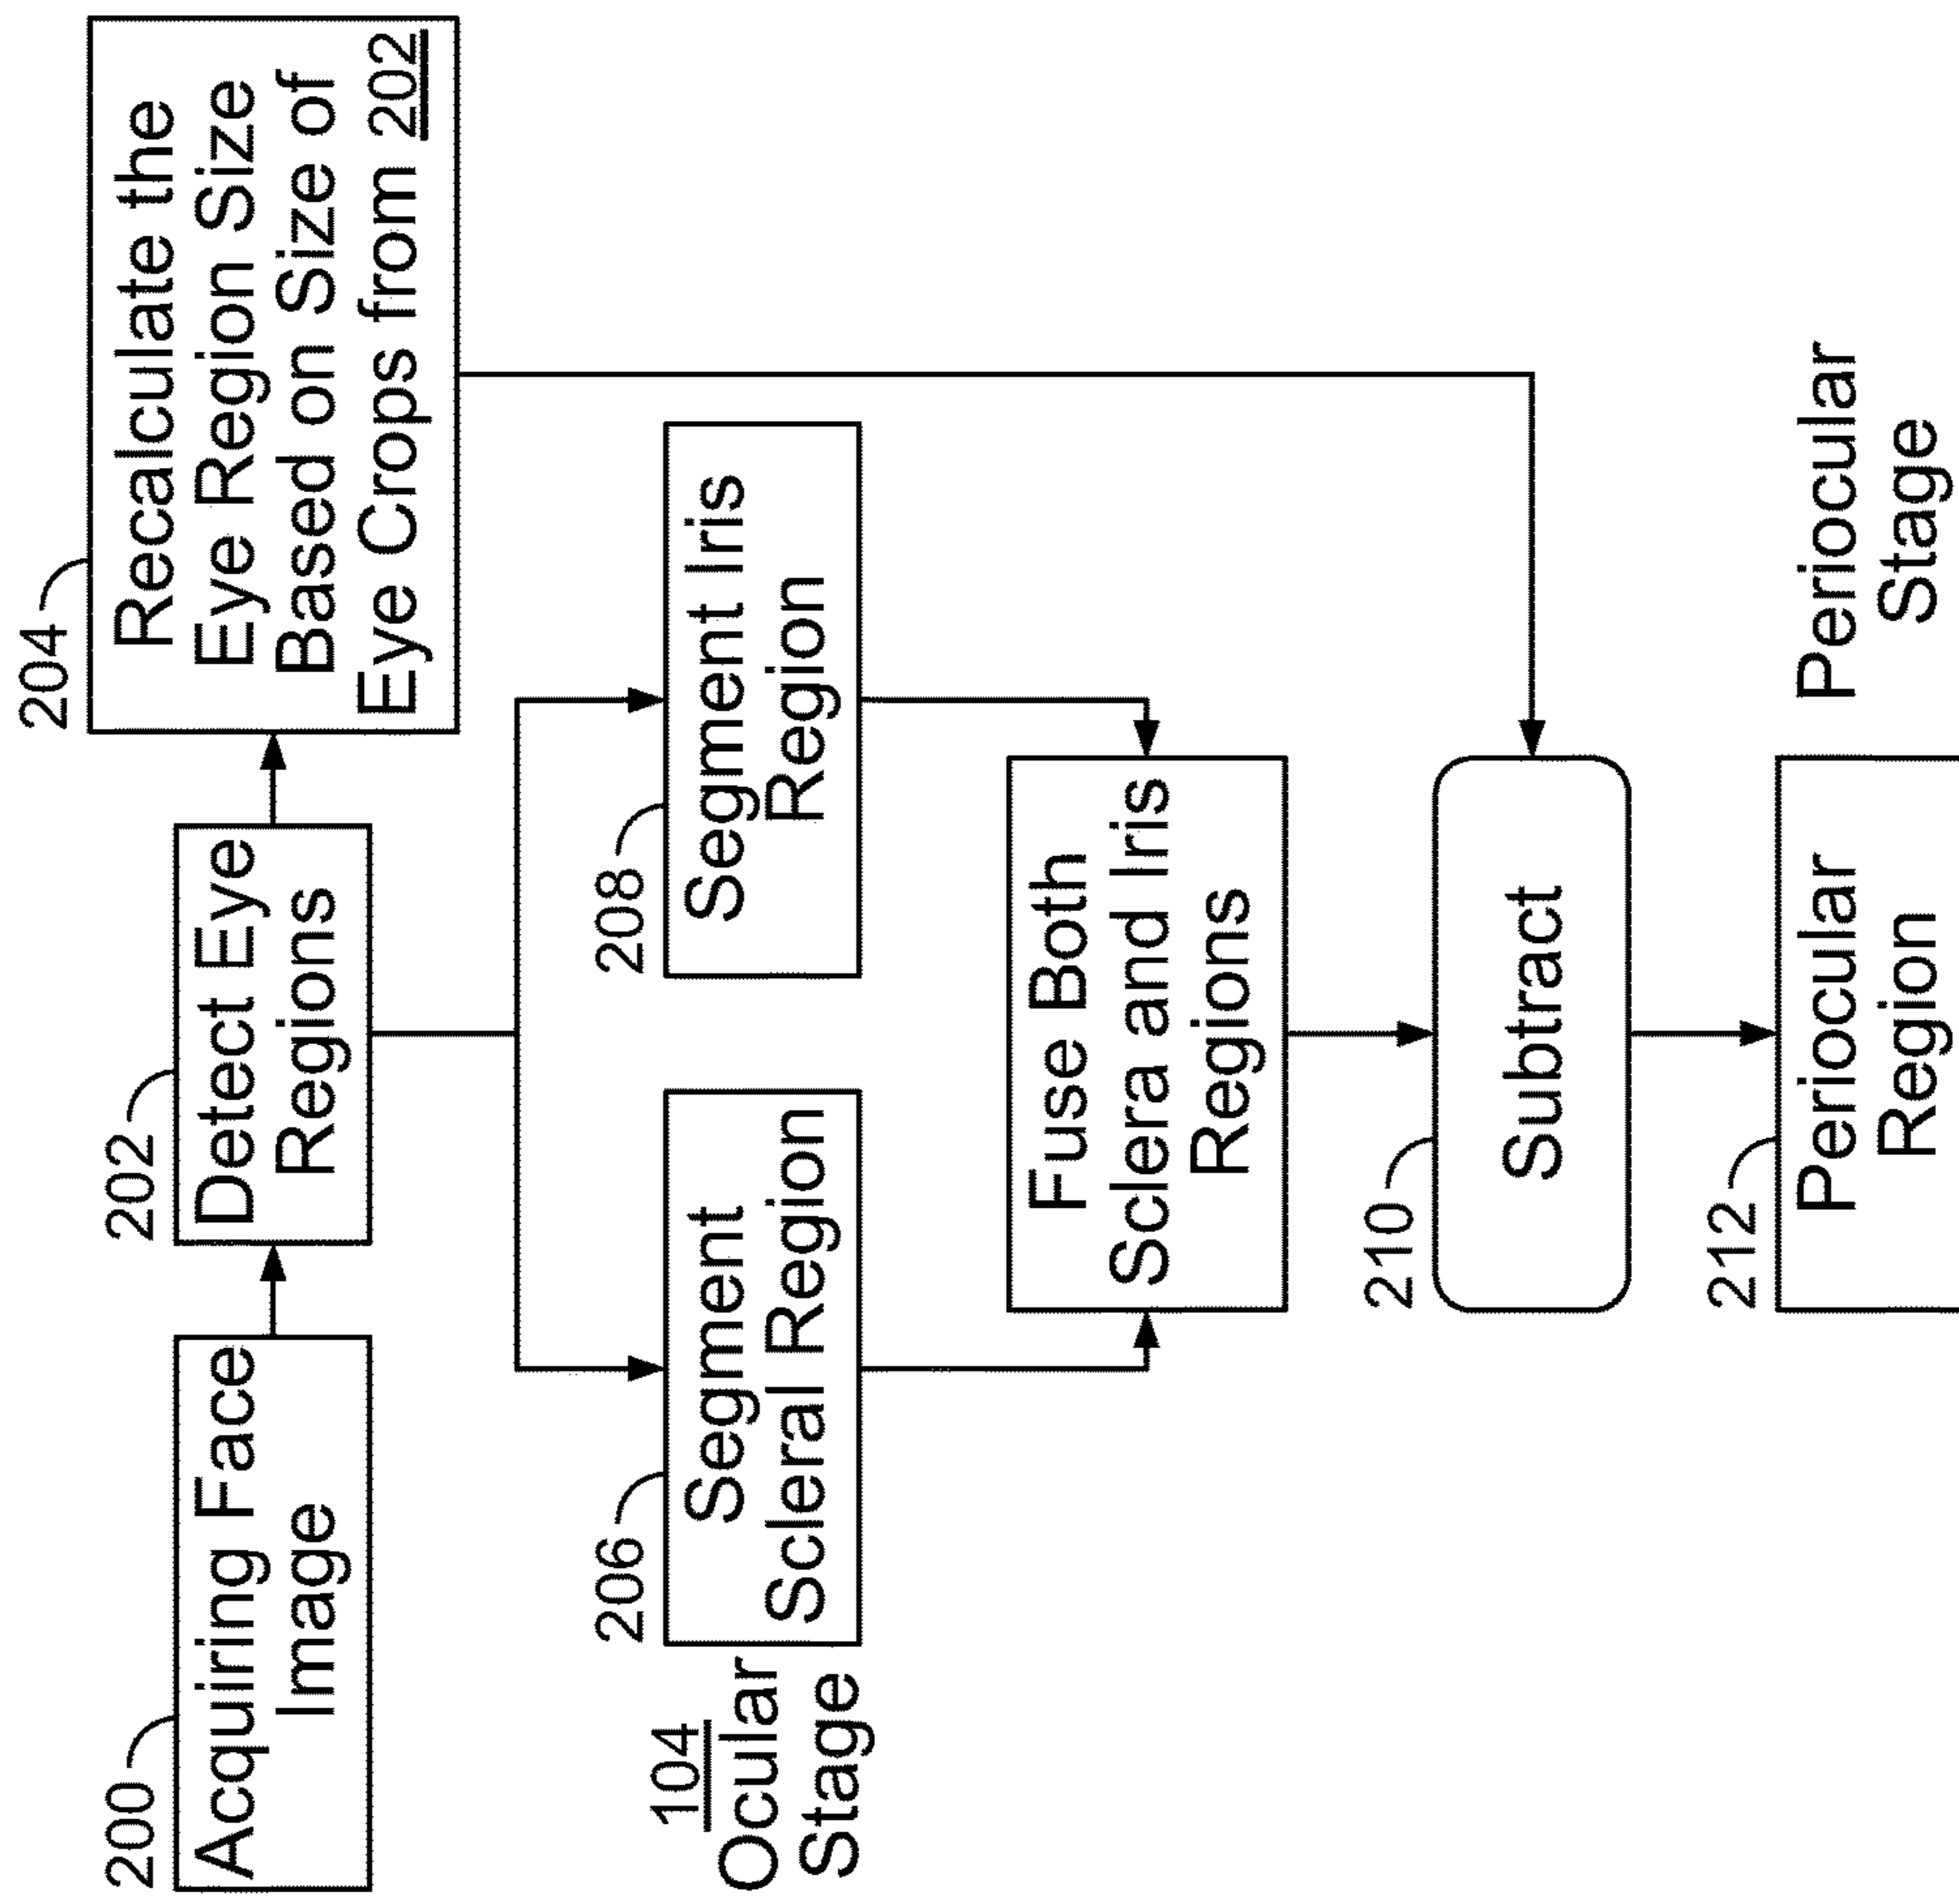 200
Acquiring Face
Image
202
Detect Eye
Regions
204
Recalculate the
Eye Region Size
Based on Size of
Eye Crops from 202
104
Ocular
Stage
206
Segment
Scleral Region
208
Segment Iris
Region
Fuse Both
Sclera and Iris
Regions
210
Subtract
212
Periocular
Region
Periocular
Stage